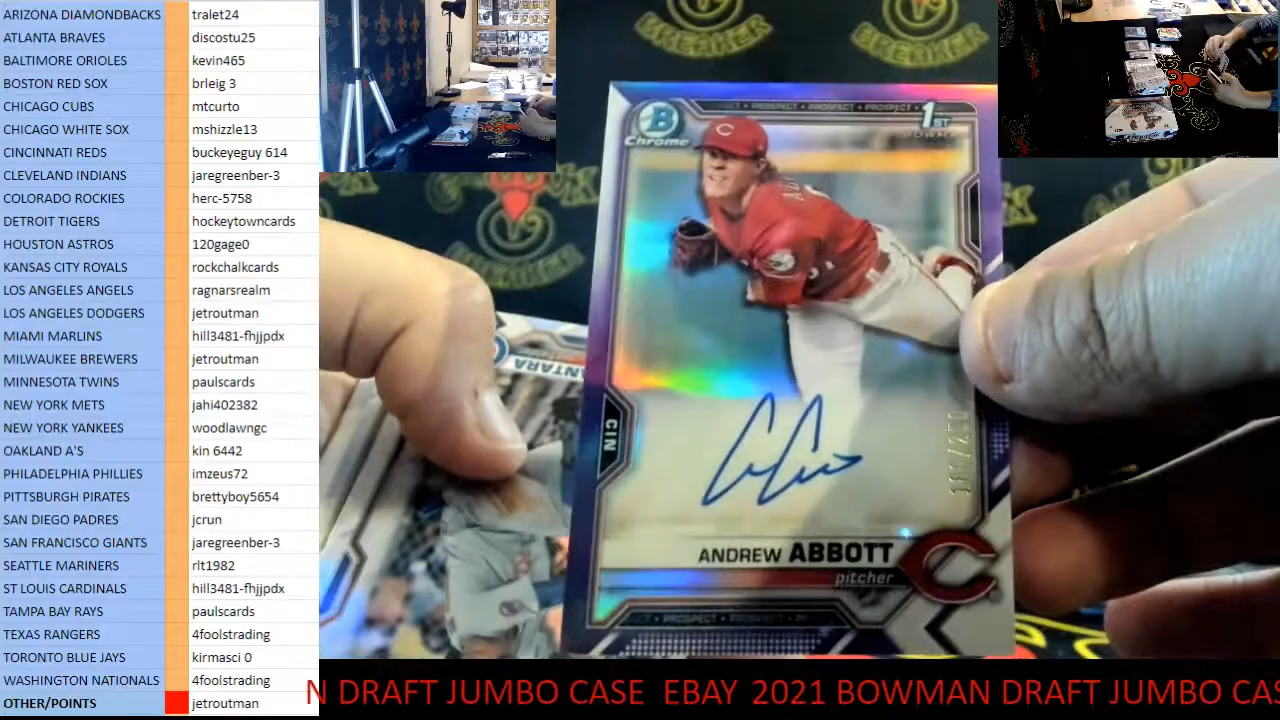 ARIZONA DIAMONDBACKS tralet24
ATLANTA BRAVES discostu25
BALTIMORE ORIOLES kevin465
BOSTON RED SOX brleig 3
CHICAGO CUBS mtcurto
CHICAGO WHITE SOX mshizzle13
CINCINNATI REDS buckeyeguy 614
CLEVELAND INDIANS jaregreenber-3
COLORADO ROCKIES herc-5758
DETROIT TIGERS hockeytowncards
HOUSTON ASTROS 120gage0
KANSAS CITY ROYALS rockchalkcards
LOS ANGELES ANGELS ragnarsrealm
LOS ANGELES DODGERS jetroutman
MIAMI MARLINS hill3481-fhjjpdx
MILWAUKEE BREWERS jetroutman
MINNESOTA TWINS paulscards
NEW YORK METS jahi402382
NEW YORK YANKEES woodlawngc
OAKLAND A'S kin 6442
PHILADELPHIA PHILLIES imzeus72
PITTSBURGH PIRATES brettyboy5654
SAN DIEGO PADRES jcrun
SAN FRANCISCO GIANTS jaregreenber-3
SEATTLE MARINERS rlt1982
ST LOUIS CARDINALS hill3481-fhjjpdx
TAMPA BAY RAYS paulscards
TEXAS RANGERS 4foolstrading
TORONTO BLUE JAYS kirmasci 0
WASHINGTON NATIONALS 4foolstrading
OTHER POINTS jetroutman
PROSPECT • PROSPECT • PROSPECT
B
Chrome
1ST
C
CIN
ANDREW ABBOTT
pitcher
C
N DRAFT JUMBO CASE EBAY 2021 BOWMAN DRAFT JUMBO CAS